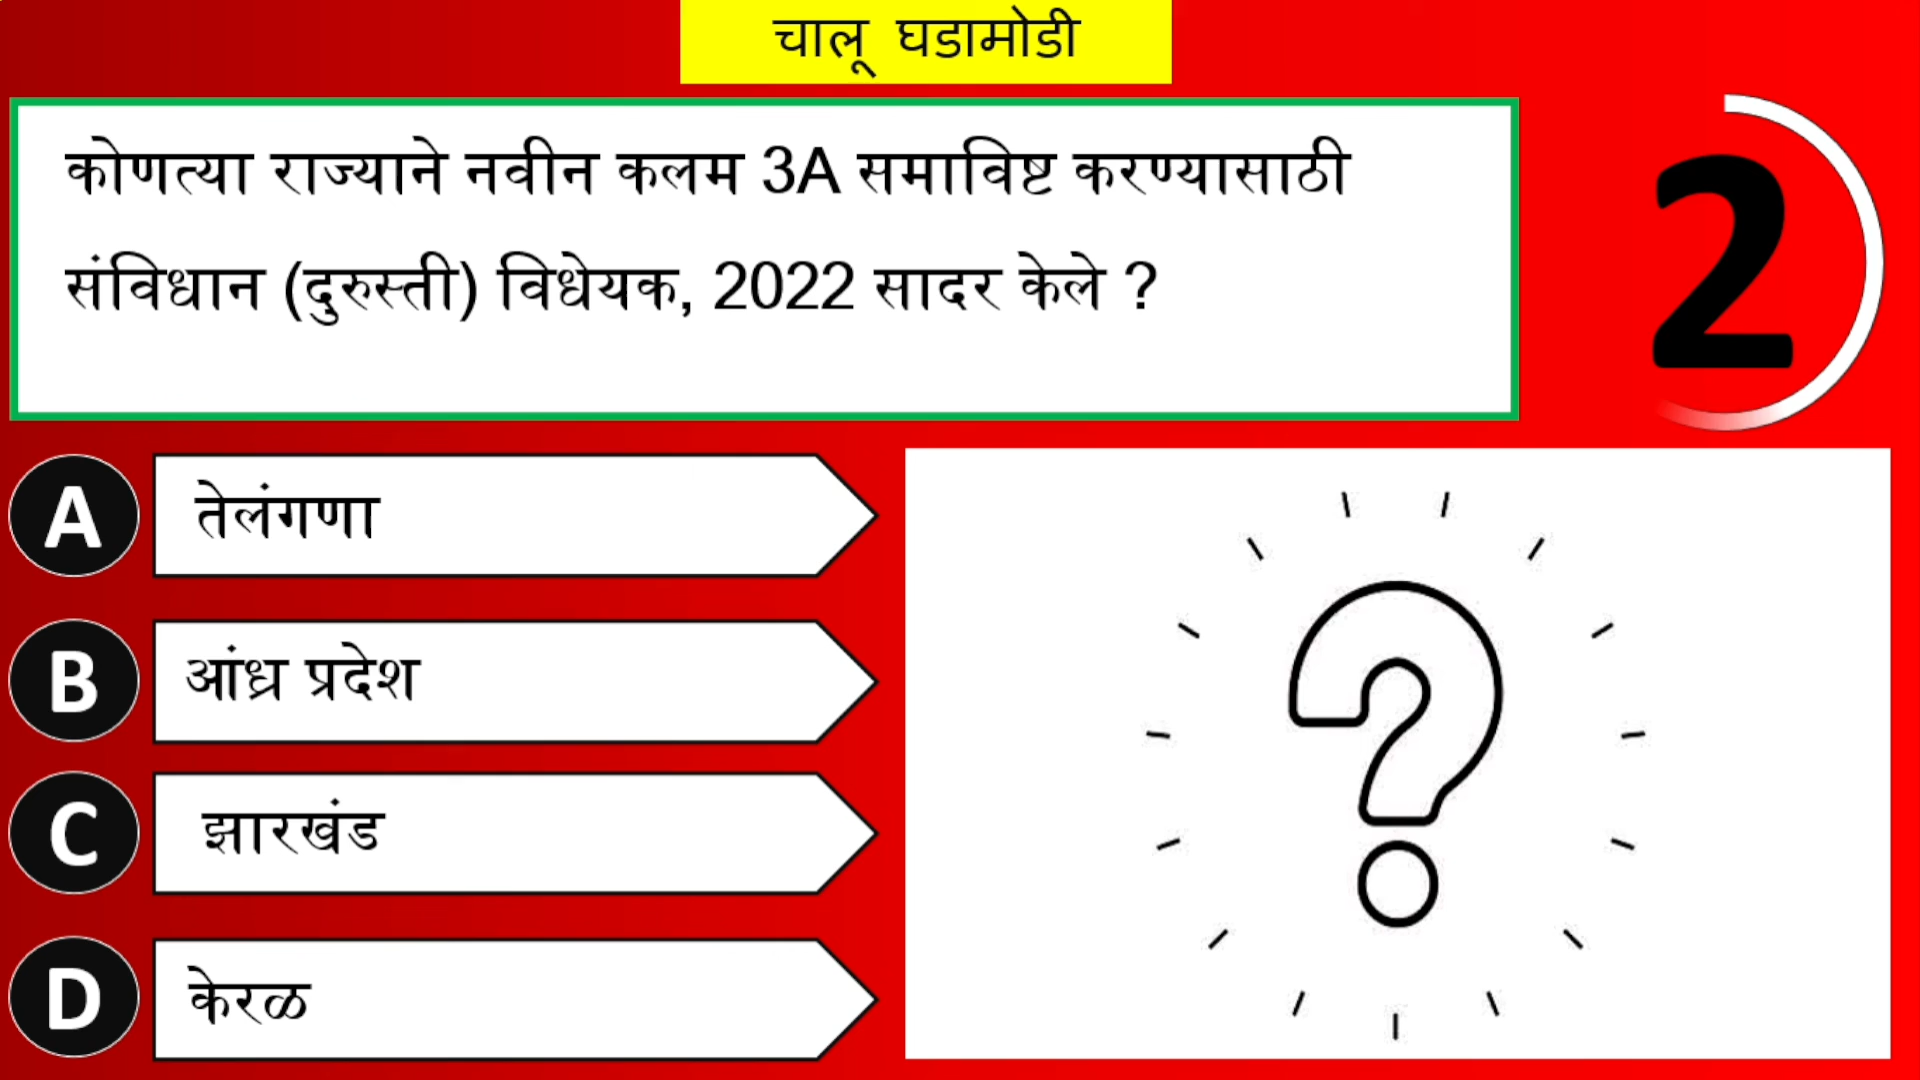 चालू घडामोडी
कोणत्या राज्याने नवीन कलम 3A समाविष्ट करण्यासाठी
संविधान (दुरुस्ती) विधेयक, 2022 सादर केले ?
2
A तेलंगणा
B आंध्र प्रदेश
C झारखंड
D केरळ